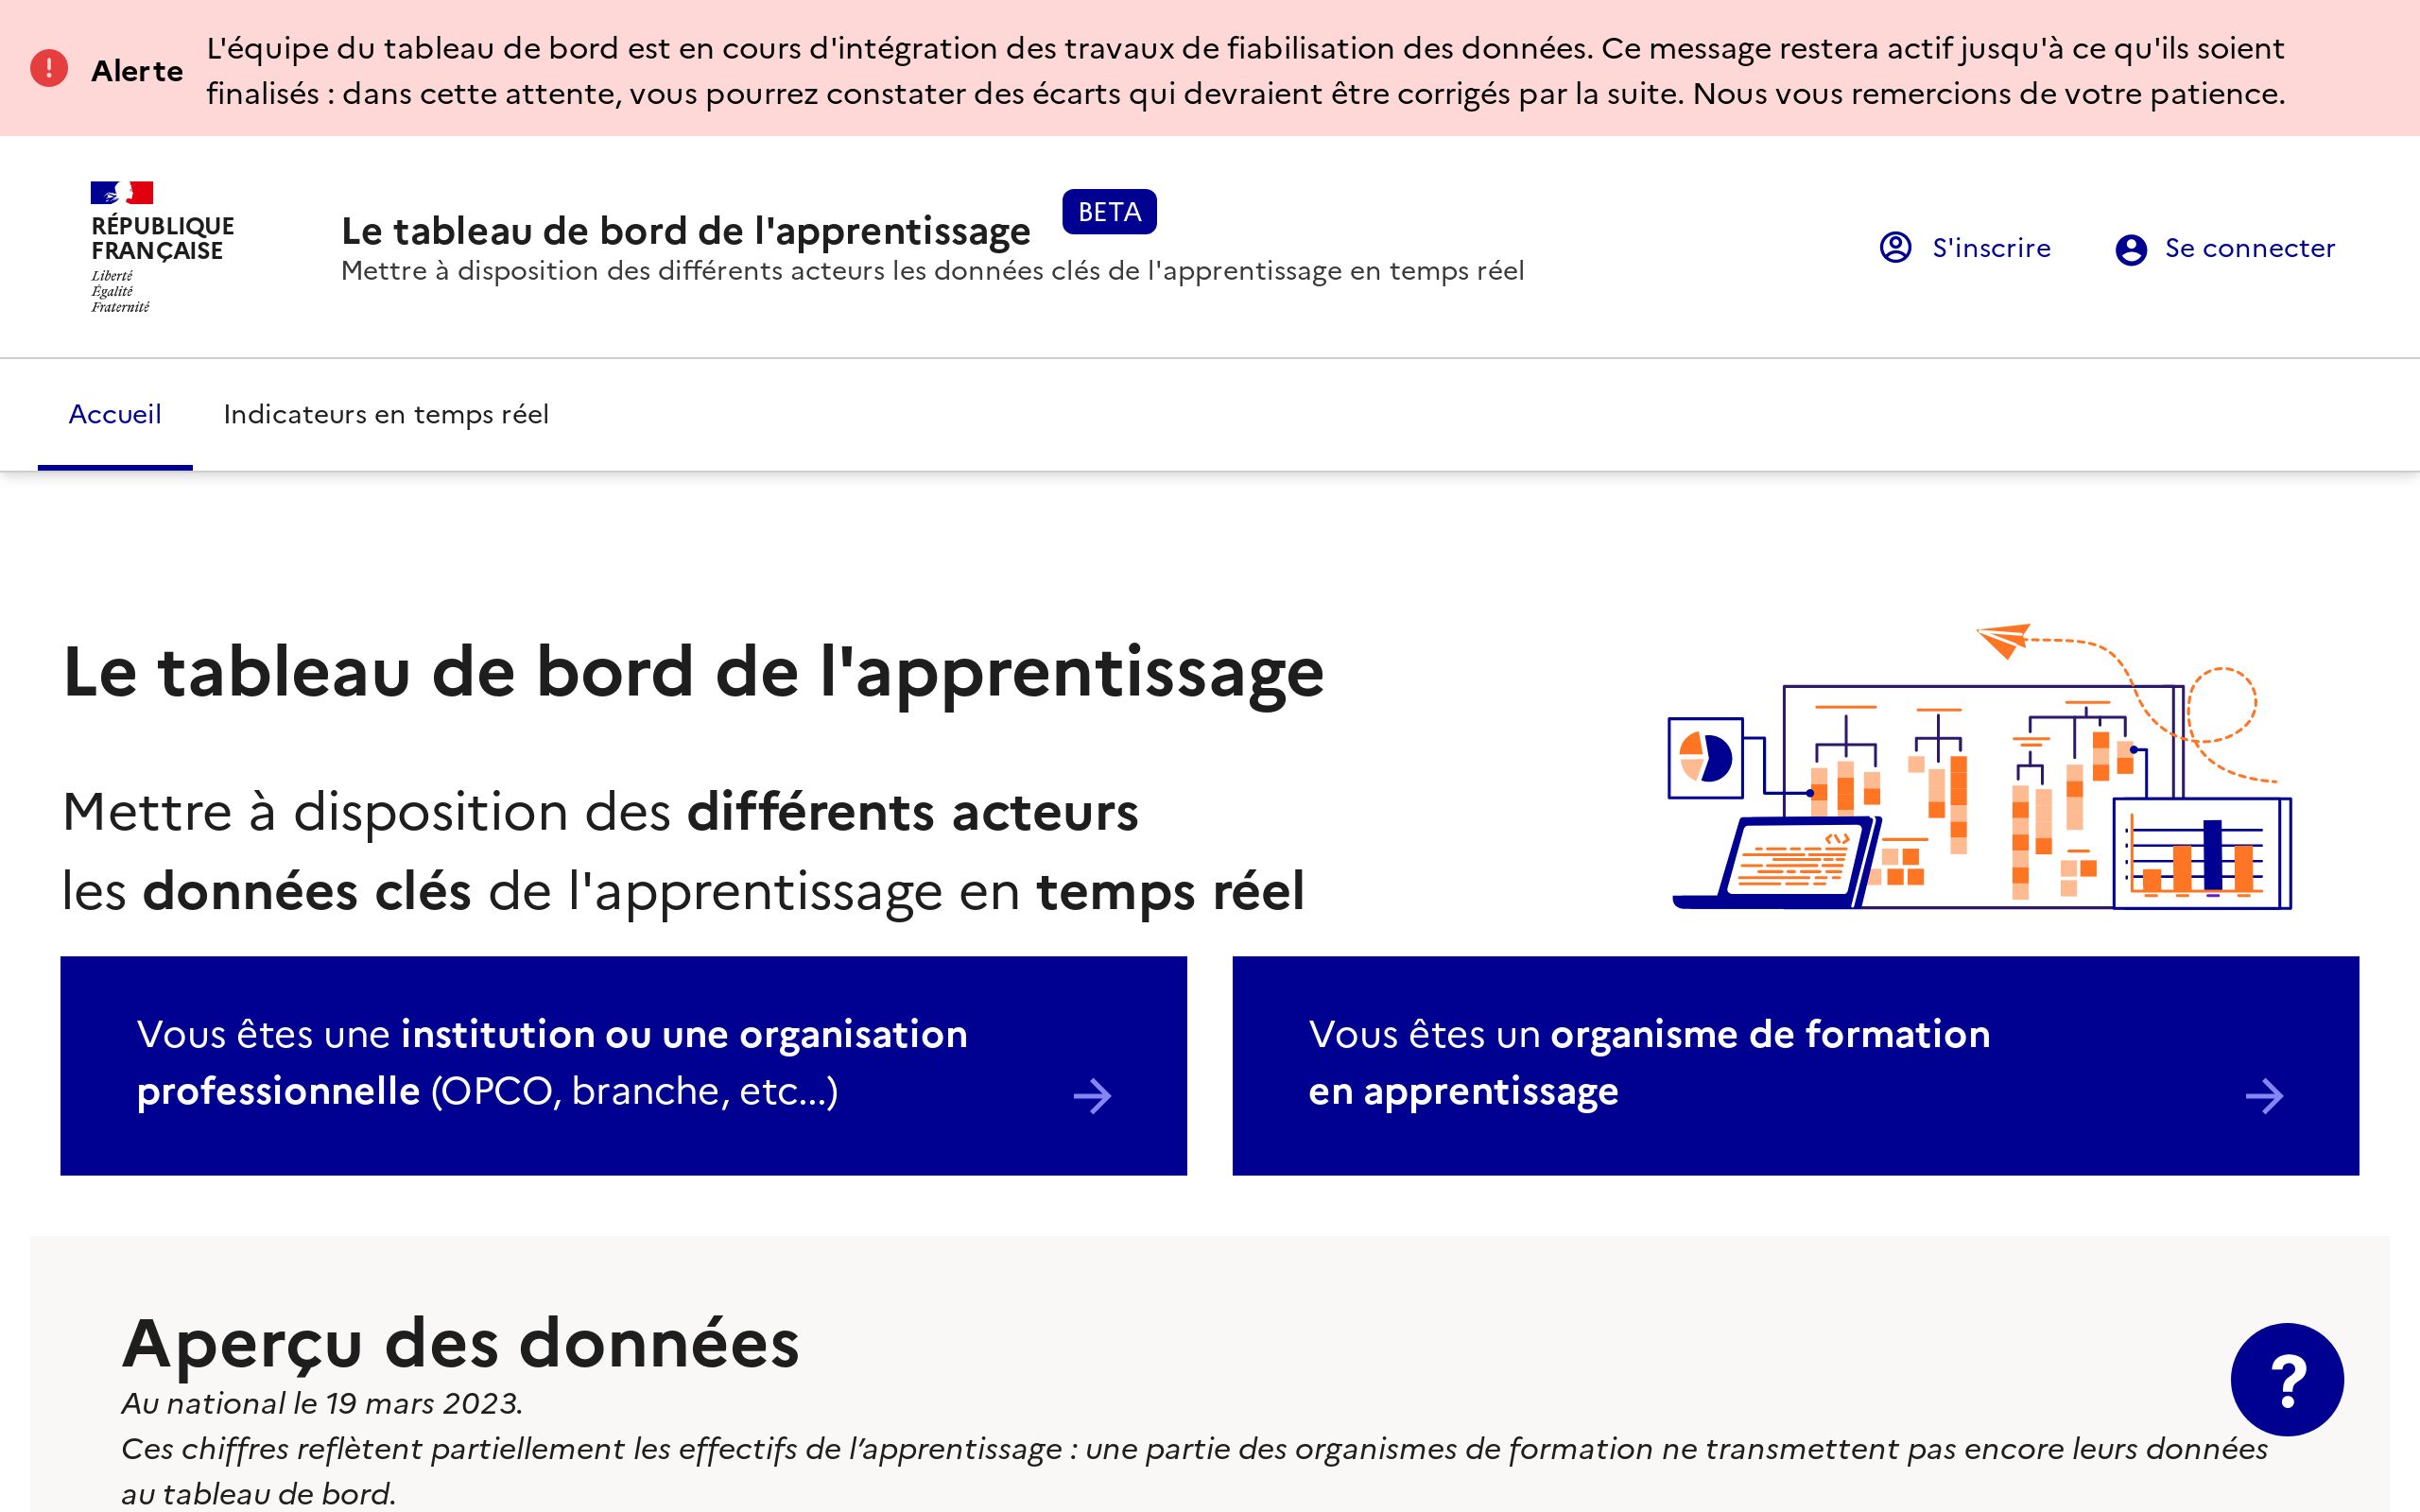 L'équipe du tableau de bord est en cours d'intégration des travaux de fiabilisation des données. Ce message restera actif jusqu'à ce qu'ils soient
Alerte
finalisés : dans cette attente, vous pourrez constater des écarts qui devraient être corrigés par la suite. Nous vous remercions de votre patience.
RÉPUBLIQUE
FRANÇAISE
Liberté
Égalité
Fraternité
Le tableau de bord de l'apprentissage
BETA
Mettre à disposition des différents acteurs les données clés de l'apprentissage en temps réel
S'inscrire
Se connecter
Accueil
Indicateurs en temps réel
Le tableau de bord de l'apprentissage
Mettre à disposition des différents acteurs
les données clés de l'apprentissage en temps réel
Vous êtes une institution ou une organisation
professionnelle (OPCO, branche, etc...)
Vous êtes un organisme de formation
en apprentissage
Aperçu des données
Au national le 19 mars 2023.
Ces chiffres reflètent partiellement les effectifs de l’apprentissage : une partie des organismes de formation ne transmettent pas encore leurs données
au tableau de bord.
?